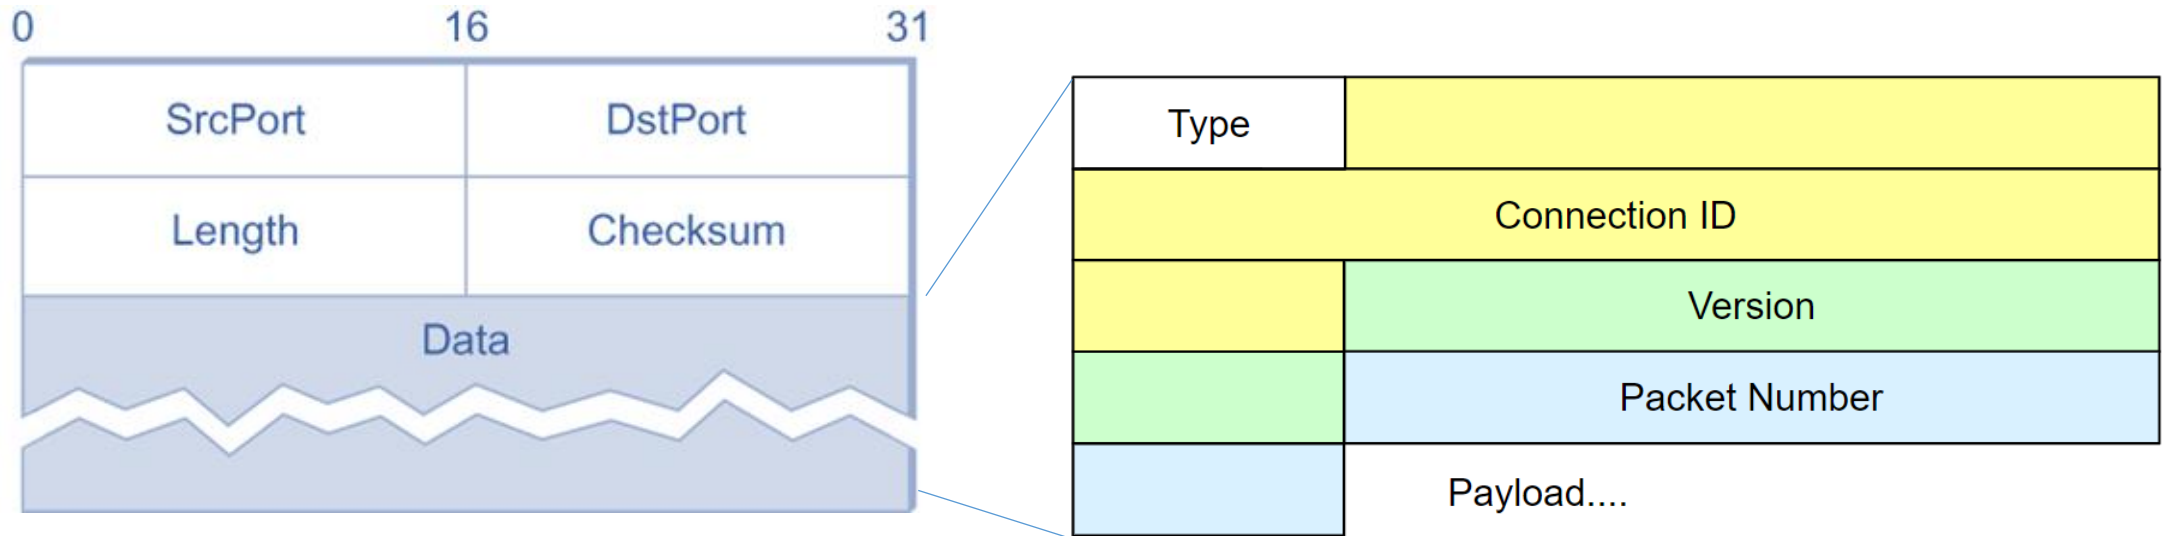 0 16 31
SrcPort DstPort
Length Checksum
Data
Type
Connection ID
Version
Packet Number
Payload....